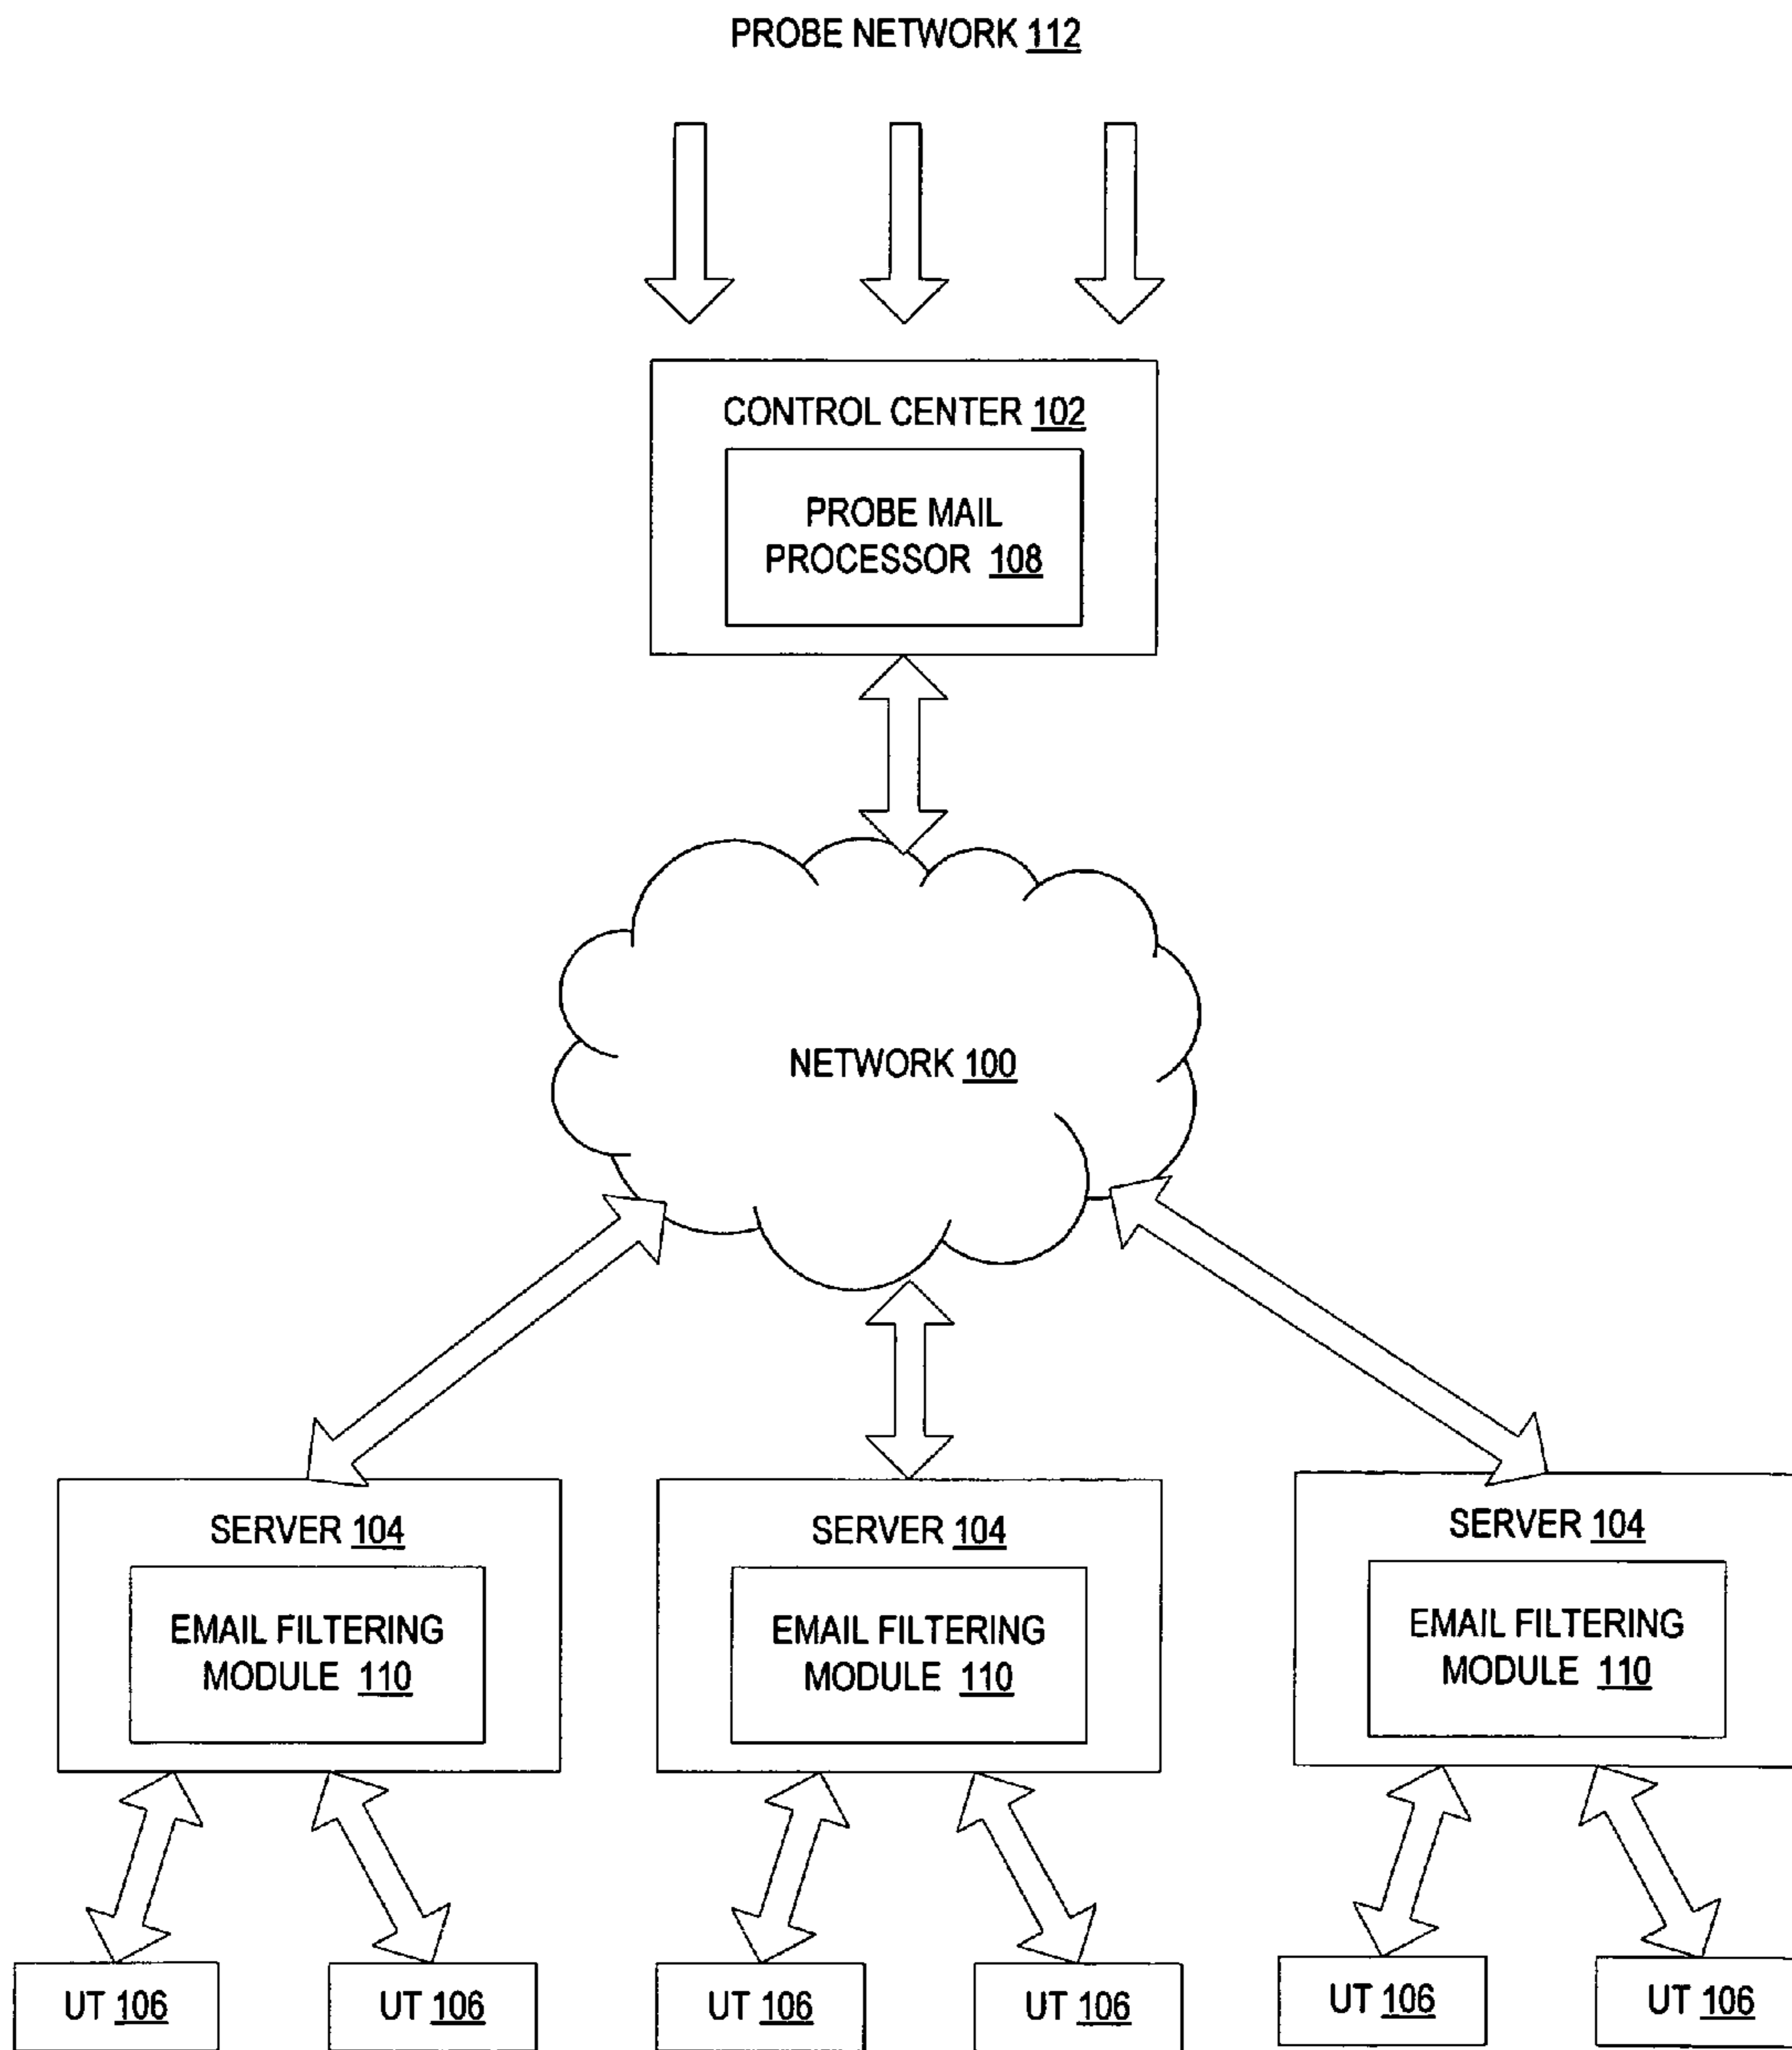 PROBE NETWORK 112
CONTROL CENTER 102
PROBE MAIL
PROCESSOR 108
NETWORK 100
SERVER 104
EMAIL FILTERING
MODULE 110
SERVER 104
EMAIL FILTERING
MODULE 110
SERVER 104
EMAIL FILTERING
MODULE 110
UT 106
UT 106
UT 106
UT 106
UT 106
UT 106